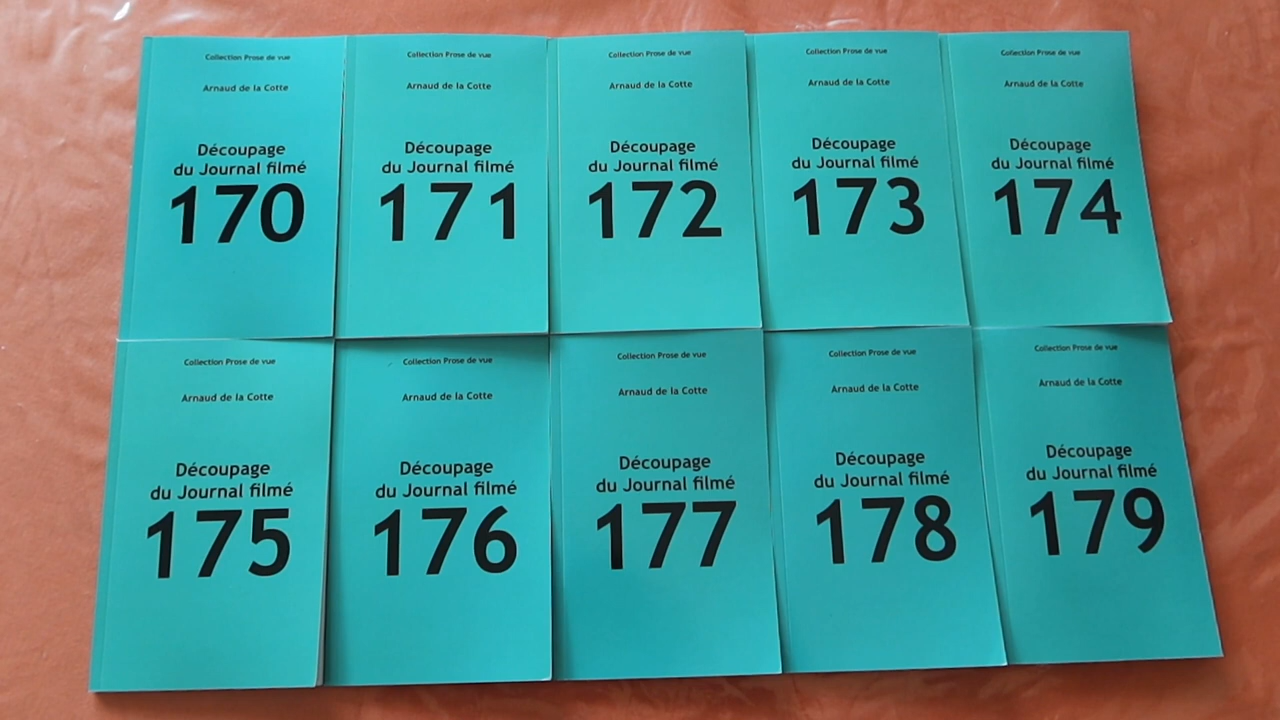 Collection Prose de vue
Arnaud de la Cotte
Découpage
du Journal filmé
170
Collection Prose de vue
Arnaud de la Cotte
Découpage
du Journal filmé
171
Collection Prose de vue
Arnaud de la Cotte
Découpage
du Journal filmé
172
Collection Prose de vue
Arnaud de la Cotte
Découpage
du Journal filmé
173
Collection Prose de vue
Arnaud de la Cotte
Découpage
du Journal filmé
174
Collection Prose de vue
Arnaud de la Cotte
Découpage
du Journal filmé
175
Collection Prose de vue
Arnaud de la Cotte
Découpage
du Journal filmé
176
Collection Prose de vue
Arnaud de la Cotte
Découpage
du Journal filmé
177
Collection Prose de vue
Arnaud de la Cotte
Découpage
du Journal filmé
178
Collection Prose de vue
Arnaud de la Cotte
Découpage
du Journal filmé
179